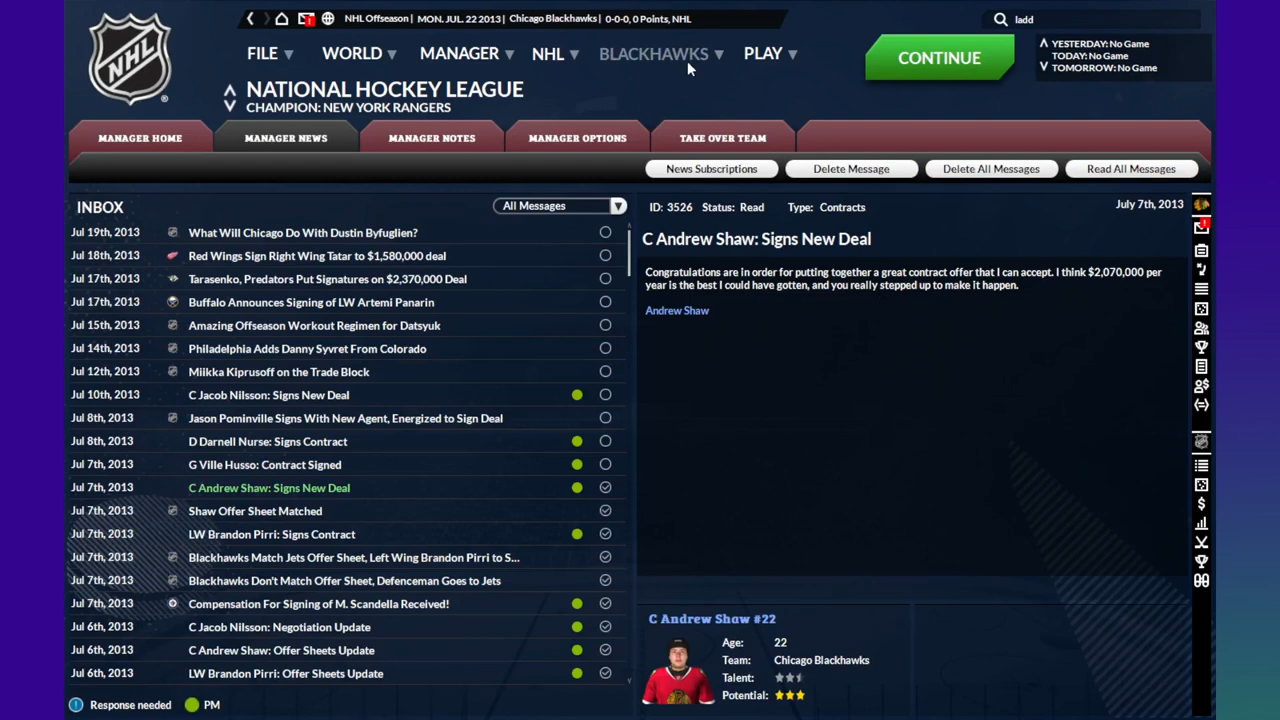 NHL Offseason | MON. JUL. 22 2013 | Chicago Blackhawks | 0-0-0, 0 Points, NHL
ladd
NHL
FILE WORLD MANAGER NHL BLACKHAWKS PLAY
CONTINUE
YESTERDAY: No Game
TODAY: No Game
TOMORROW: No Game
NATIONAL HOCKEY LEAGUE
CHAMPION: NEW YORK RANGERS
MANAGER HOME MANAGER NEWS MANAGER NOTES MANAGER OPTIONS TAKE OVER TEAM
News Subscriptions Delete Message Delete All Messages Read All Messages
INBOX All Messages
Jul 19th, 2013 What Will Chicago Do With Dustin Byfuglien?
Jul 18th, 2013 Red Wings Sign Right Wing Tatar to $1,580,000 deal
Jul 17th, 2013 Tarasenko, Predators Put Signatures on $2,370,000 Deal
Jul 17th, 2013 Buffalo Announces Signing of LW Artemi Panarin
Jul 15th, 2013 Amazing Offseason Workout Regimen for Datsyuk
Jul 14th, 2013 Philadelphia Adds Danny Syvret From Colorado
Jul 12th, 2013 Miikka Kiprusoff on the Trade Block
Jul 10th, 2013 C Jacob Nilsson: Signs New Deal
Jul 8th, 2013 Jason Pominville Signs With New Agent, Energized to Sign Deal
Jul 8th, 2013 D Darnell Nurse: Signs Contract
Jul 7th, 2013 G Ville Husso: Contract Signed
Jul 7th, 2013 C Andrew Shaw: Signs New Deal
Jul 7th, 2013 Shaw Offer Sheet Matched
Jul 7th, 2013 LW Brandon Pirri: Signs Contract
Jul 7th, 2013 Blackhawks Match Jets Offer Sheet, Left Wing Brandon Pirri to S...
Jul 7th, 2013 Blackhawks Don't Match Offer Sheet, Defenceman Goes to Jets
Jul 7th, 2013 Compensation For Signing of M. Scandella Received!
Jul 6th, 2013 C Jacob Nilsson: Negotiation Update
Jul 6th, 2013 C Andrew Shaw: Offer Sheets Update
Jul 6th, 2013 LW Brandon Pirri: Offer Sheets Update
Response needed PM
ID: 3526 Status: Read Type: Contracts July 7th, 2013
C Andrew Shaw: Signs New Deal
Congratulations are in order for putting together a great contract offer that I can accept. I think $2,070,000 per
year is the best I could have gotten, and you really stepped up to make it happen.
Andrew Shaw
C Andrew Shaw #22
Age: 22
Team: Chicago Blackhawks
Talent:
Potential: